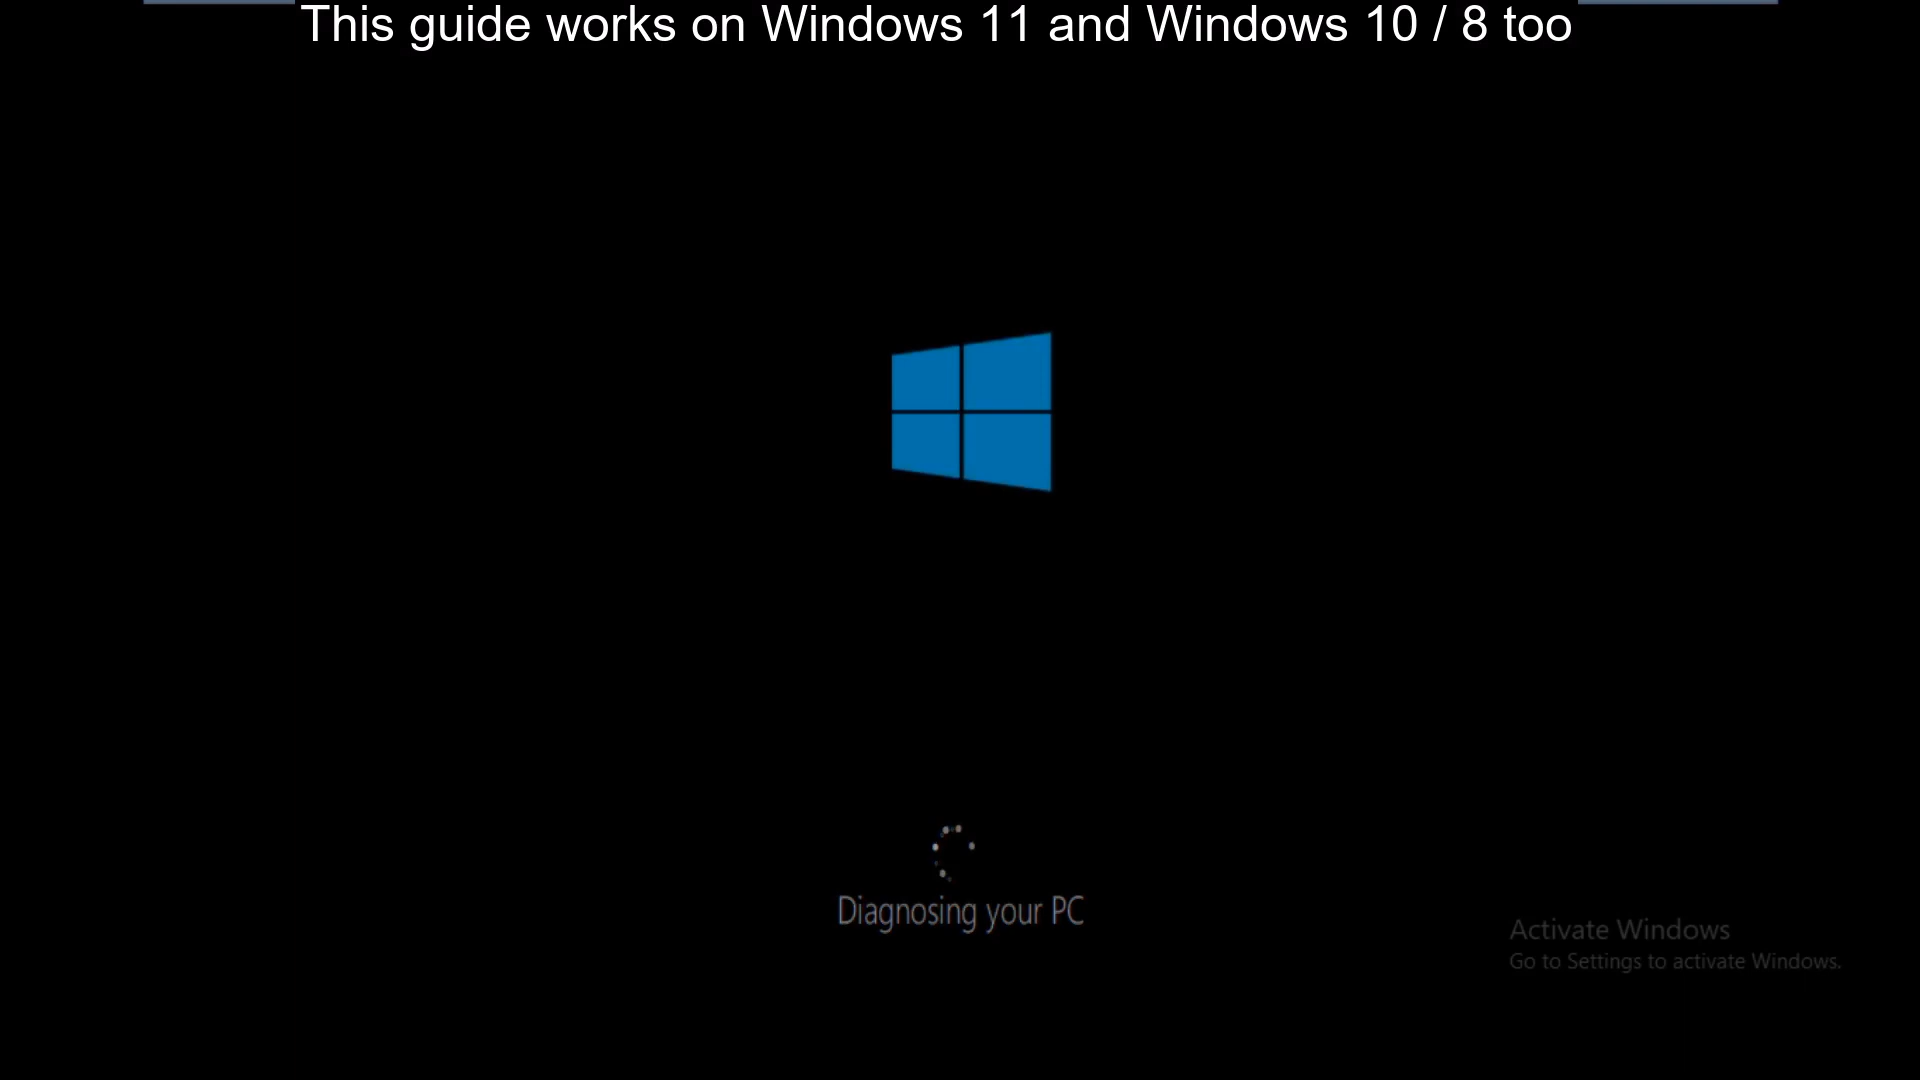 This guide works on Windows 11 and Windows 10 / 8 too
Diagnosing your PC
Activate Windows
Go to Settings to activate Windows.